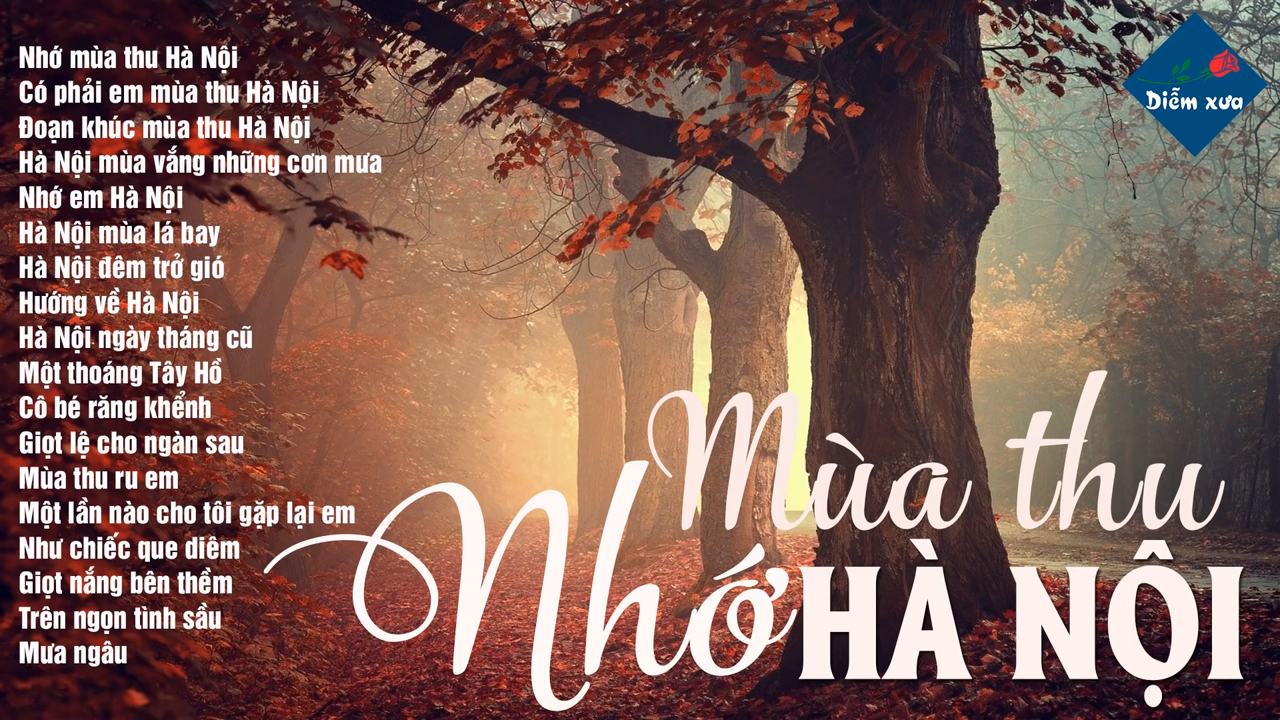 Nhớ mùa thu Hà Nội
Có phải em mùa thu Hà Nội
Đoạn khúc mùa thu Hà Nội
Hà Nội mùa vắng những cơn mưa
Nhớ em Hà Nội
Hà Nội mùa lá bay
Hà Nội đêm trở gió
Hướng về Hà Nội
Hà Nội ngày tháng cũ
Một thoáng Tây Hồ
Cô bé răng khểnh
Giọt lệ cho ngàn sau
Mùa thu ru em
Một lần nào cho tôi gặp lại em
Như chiếc que diêm
Giọt nắng bên thềm
Trên ngọn tình sầu
Mưa ngâu
Diễm xưa
Mùa thu
Nhớ HÀ NỘI